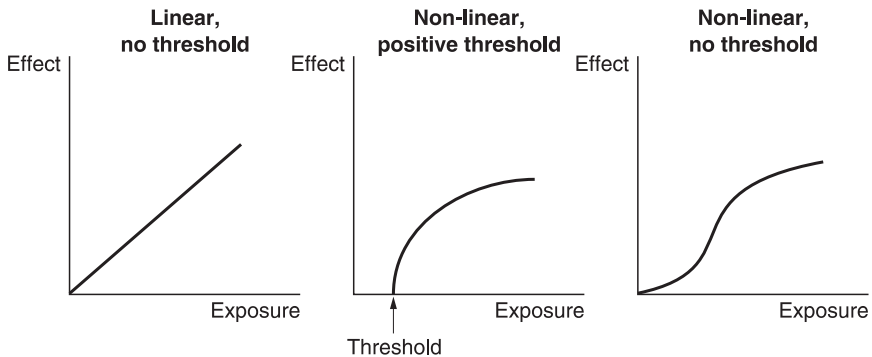 Linear,
no threshold
Effect
Exposure
Non-linear,
positive threshold
Effect
Exposure
Threshold
Non-linear,
no threshold
Effect
Exposure